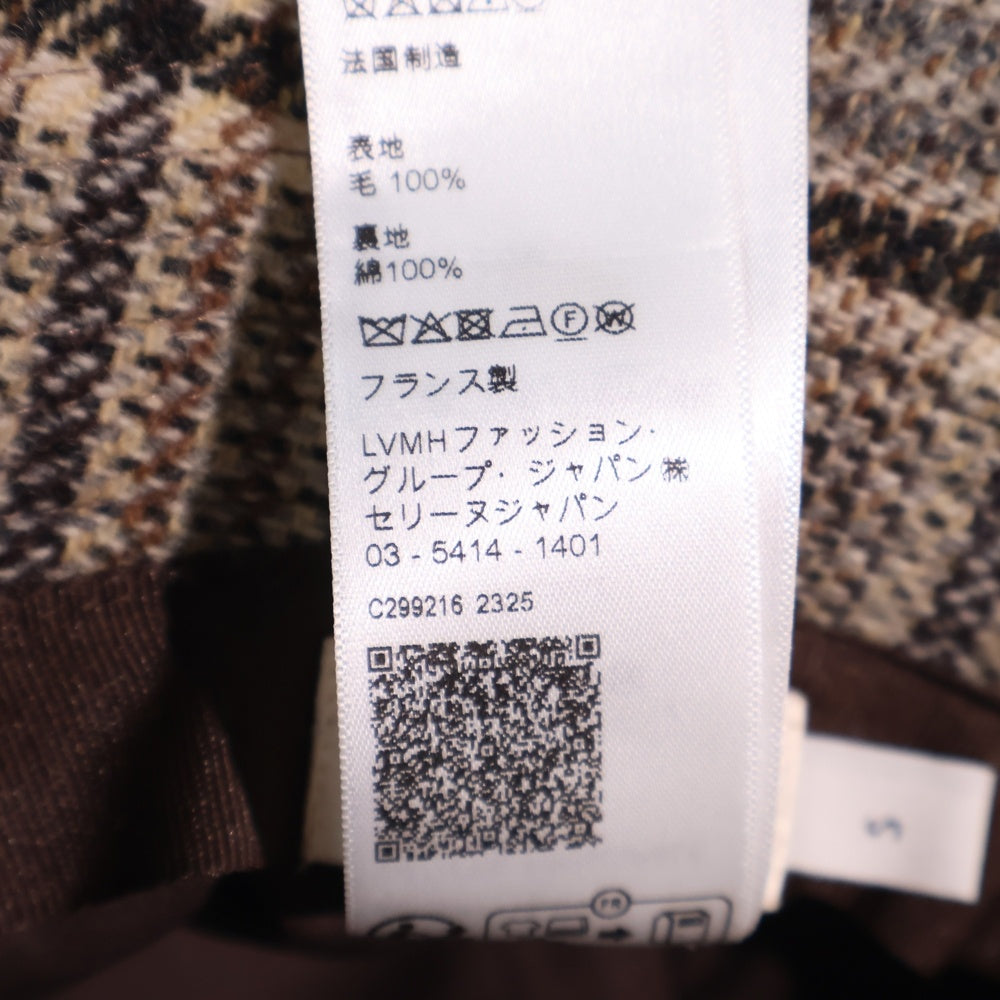 法国制造
表地
毛 100%
裏地
綿100%
F W
フランス製
LVMHファッション・
グループ・ジャパン㈱
セリーヌジャパン
03 - 5414 - 1401
C299216 2325
FR
S